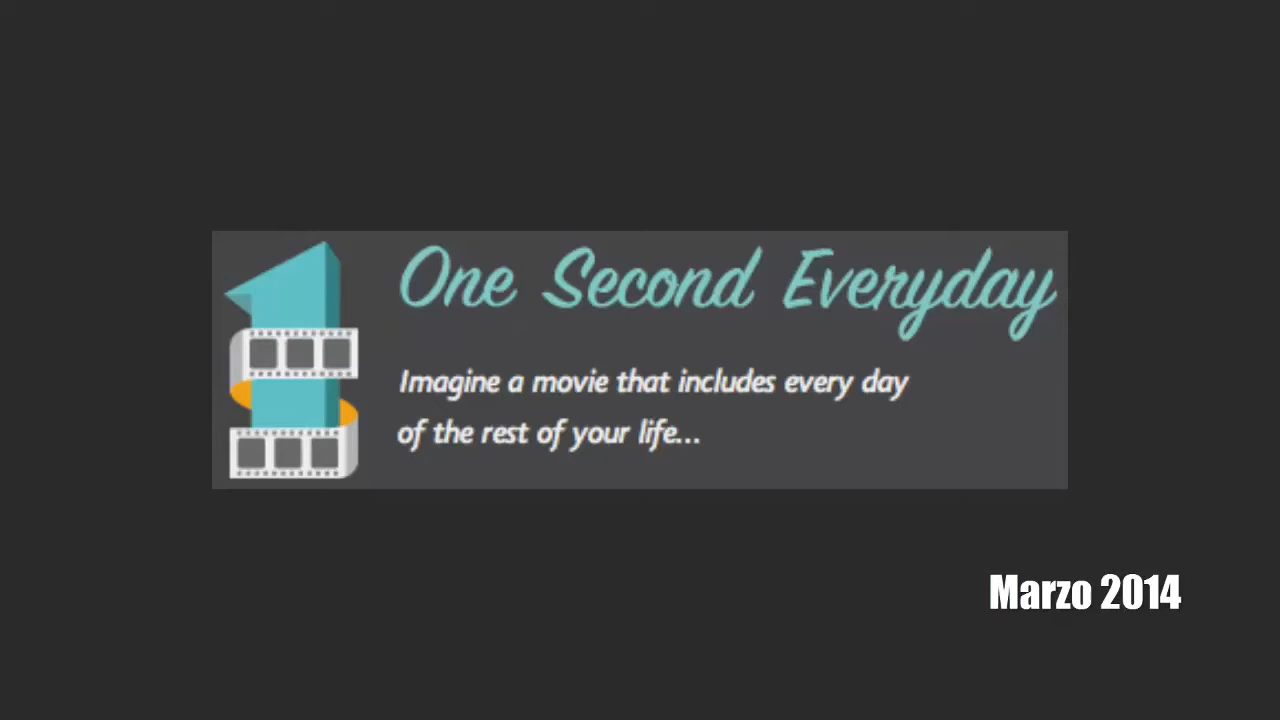 One Second Everyday
Imagine a movie that includes every day
of the rest of your life...
Marzo 2014